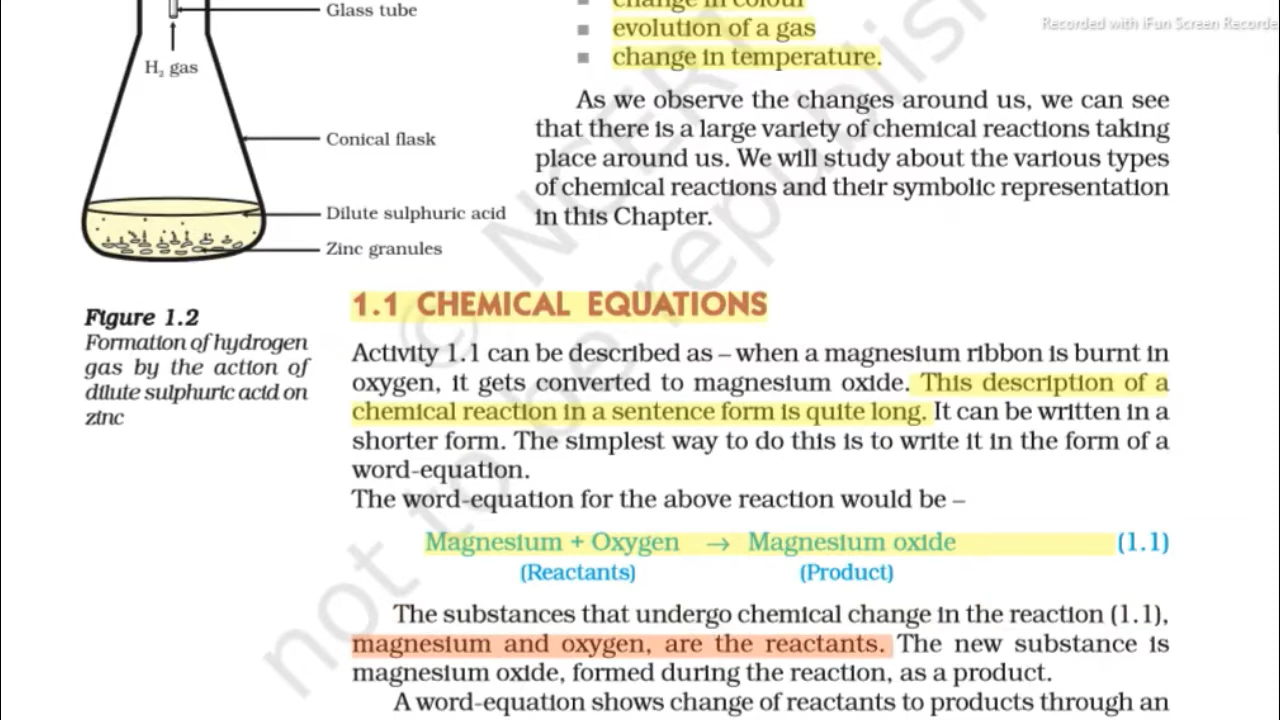 Glass tube
H₂ gas
Conical flask
Dilute sulphuric acid
Zinc granules
Figure 1.2
Formation of hydrogen
gas by the action of
dilute sulphuric acid on
zinc
change in colour
evolution of a gas
change in temperature.
Recorded with iFun Screen Recorde
As we observe the changes around us, we can see
that there is a large variety of chemical reactions taking
place around us. We will study about the various types
of chemical reactions and their symbolic representation
in this Chapter.
1.1 CHEMICAL EQUATIONS
Activity 1.1 can be described as – when a magnesium ribbon is burnt in
oxygen, it gets converted to magnesium oxide. This description of a
chemical reaction in a sentence form is quite long. It can be written in a
shorter form. The simplest way to do this is to write it in the form of a
word-equation.
The word-equation for the above reaction would be –
Magnesium + Oxygen → Magnesium oxide (1.1)
(Reactants) (Product)
The substances that undergo chemical change in the reaction (1.1),
magnesium and oxygen, are the reactants. The new substance is
magnesium oxide, formed during the reaction, as a product.
A word-equation shows change of reactants to products through an
© NCERT
not to be republish